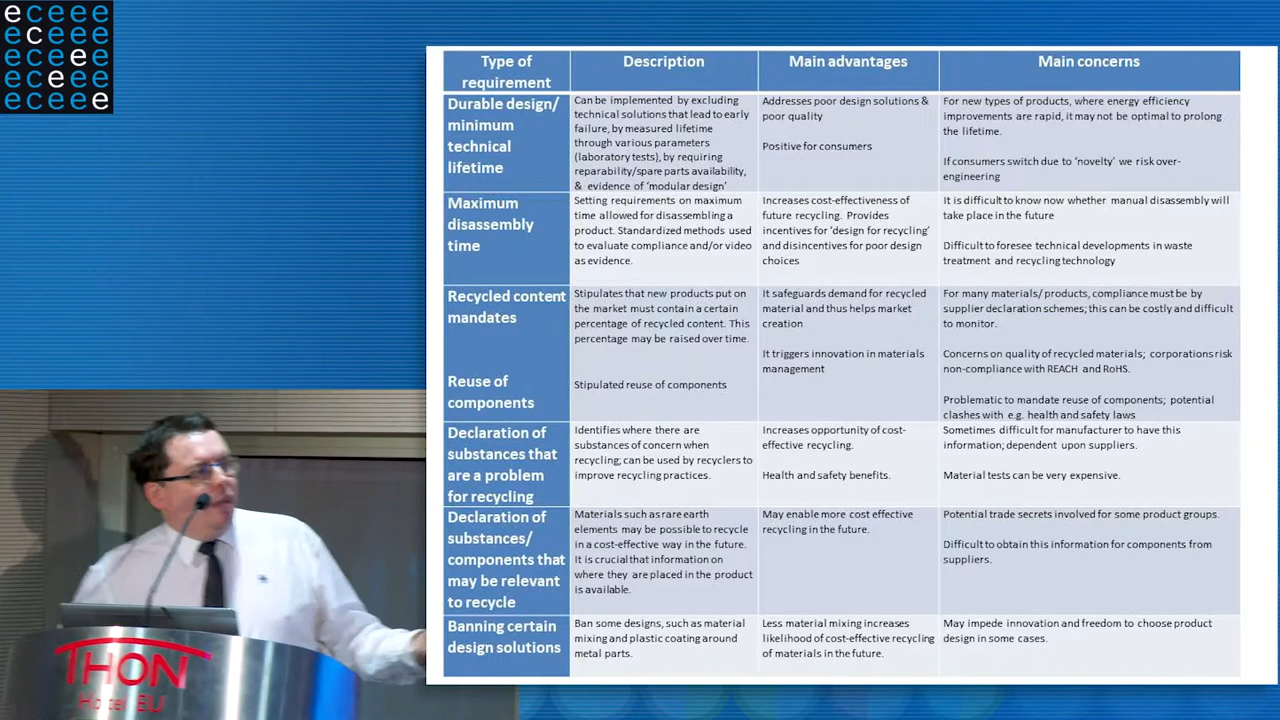 eceee
eceee
eceee
eceee
eceee
Type of
requirement
Description
Main advantages
Main concerns
Durable design/
minimum
technical
lifetime
Can be implemented by excluding
technical solutions that lead to early
failure, by measured lifetime
through various parameters
(laboratory tests), by requiring
reparability/spare parts availability,
& evidence of ‘modular design’
Addresses poor design solutions &
poor quality
Positive for consumers
For new types of products, where energy efficiency
improvements are rapid, it may not be optimal to prolong
the lifetime.
If consumers switch due to ‘novelty’ we risk over-
engineering
Maximum
disassembly
time
Setting requirements on maximum
time allowed for disassembling a
product. Standardized methods used
to evaluate compliance and/or video
as evidence.
Increases cost-effectiveness of
future recycling. Provides
incentives for ‘design for recycling’
and disincentives for poor design
choices
It is difficult to know now whether manual disassembly will
take place in the future
Difficult to foresee technical developments in waste
treatment and recycling technology
Recycled content
mandates
Stipulates that new products put on
the market must contain a certain
percentage of recycled content. This
percentage may be raised over time.
It safeguards demand for recycled
material and thus helps market
creation
It triggers innovation in materials
management
For many materials/ products, compliance must be by
supplier declaration schemes; this can be costly and difficult
to monitor.
Concerns on quality of recycled materials; corporations risk
non-compliance with REACH and RoHS.
Reuse of
components
Stipulated reuse of components
Problematic to mandate reuse of components; potential
clashes with e.g. health and safety laws
Declaration of
substances that
are a problem
for recycling
Identifies where there are
substances of concern when
recycling; can be used by recyclers to
improve recycling practices.
Increases opportunity of cost-
effective recycling.
Health and safety benefits.
Sometimes difficult for manufacturer to have this
information; dependent upon suppliers.
Material tests can be very expensive.
Declaration of
substances/
components that
may be relevant
to recycle
Materials such as rare earth
elements may be possible to recycle
in a cost-effective way in the future.
It is crucial that information on
where they are placed in the product
is available.
May enable more cost effective
recycling in the future.
Potential trade secrets involved for some product groups.
Difficult to obtain this information for components from
suppliers.
Banning certain
design solutions
Ban some designs, such as material
mixing and plastic coating around
metal parts.
Less material mixing increases
likelihood of cost-effective recycling
of materials in the future.
May impede innovation and freedom to choose product
design in some cases.
THON
Hotel EU